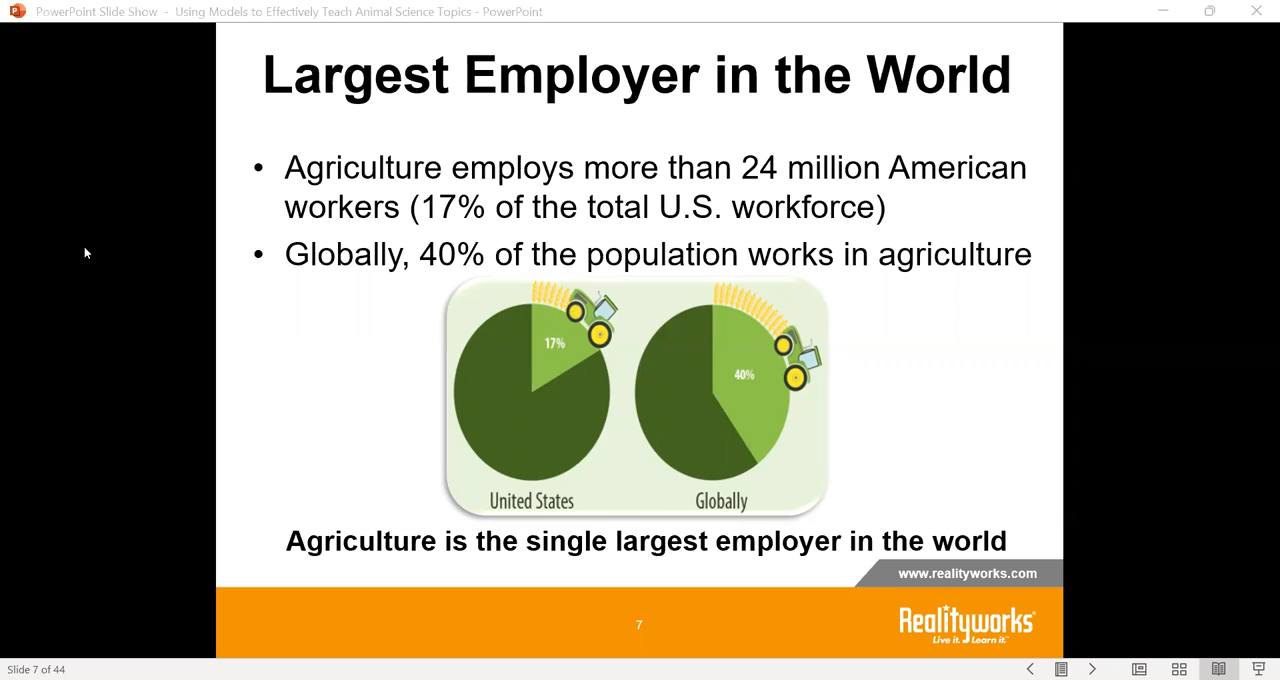 PowerPoint Slide Show - Using Models to Effectively Teach Animal Science Topics - PowerPoint
Largest Employer in the World
• Agriculture employs more than 24 million American
workers (17% of the total U.S. workforce)
• Globally, 40% of the population works in agriculture
17%
40%
United States
Globally
Agriculture is the single largest employer in the world
www.realityworks.com
7
Realityworks
Live it. Learn it.™
Slide 7 of 44